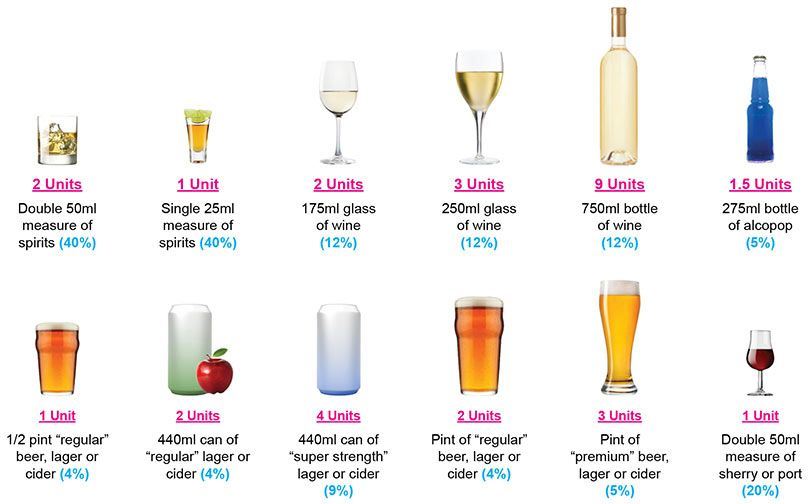 2 Units
Double 50ml
measure of
spirits (40%)
1 Unit
Single 25ml
measure of
spirits (40%)
2 Units
175ml glass
of wine
(12%)
3 Units
250ml glass
of wine
(12%)
9 Units
750ml bottle
of wine
(12%)
1.5 Units
275ml bottle
of alcopop
(5%)
1 Unit
1/2 pint “regular”
beer, lager or
cider (4%)
2 Units
440ml can of
“regular” lager or
cider (4%)
4 Units
440ml can of
“super strength”
lager or cider
(9%)
2 Units
Pint of “regular”
beer, lager or
cider (4%)
3 Units
Pint of
“premium” beer,
lager or cider
(5%)
1 Unit
Double 50ml
measure of
sherry or port
(20%)